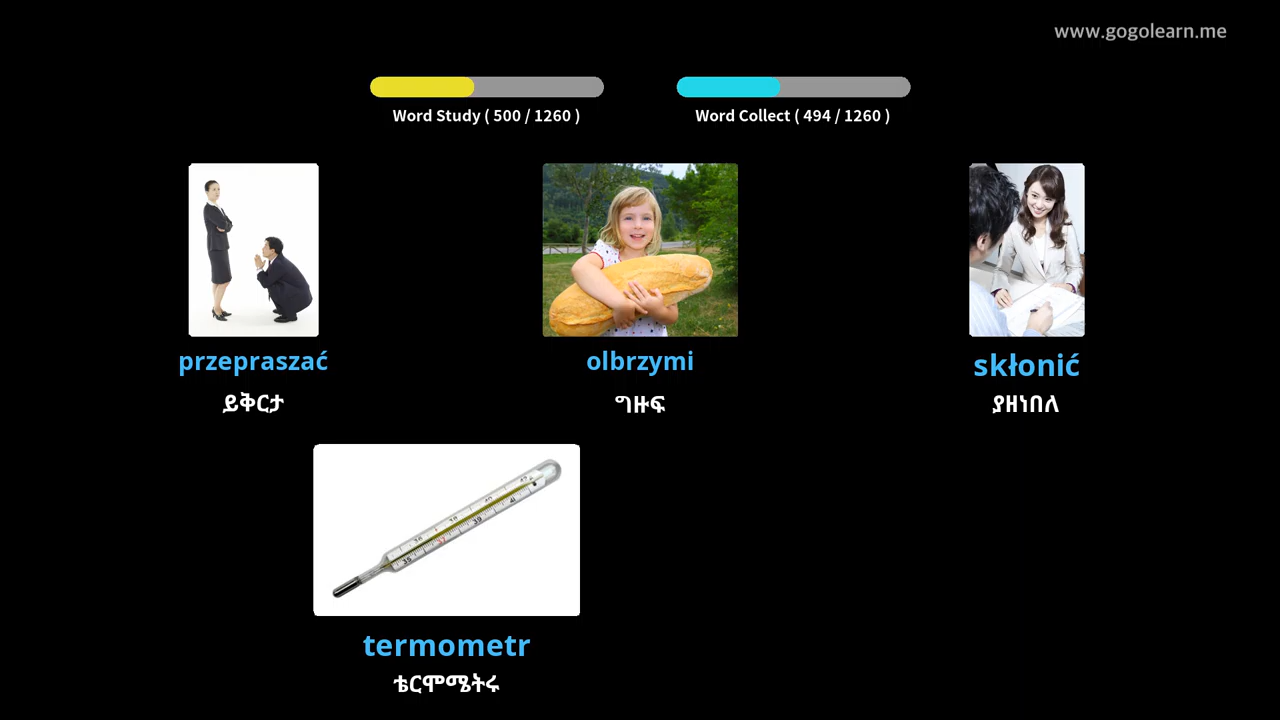 www.gogolearn.me
Word Study ( 500 / 1260 )
Word Collect ( 494 / 1260 )
przepraszać
olbrzymi
skłonić
ይቅርታ
ግዙፍ
ያዘነበለ
termometr
ቴርሞሜትሩ